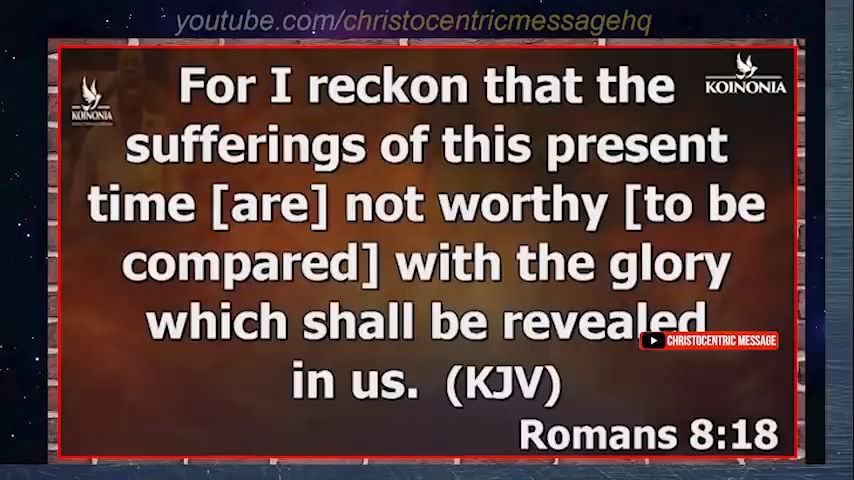 youtube.com/christocentricmessagehq
KOINONIA
KOINONIA
For I reckon that the
sufferings of this present
time [are] not worthy [to be
compared] with the glory
which shall be revealed
CHRISTOCENTRIC MESSAGE
in us. (KJV)
Romans 8:18